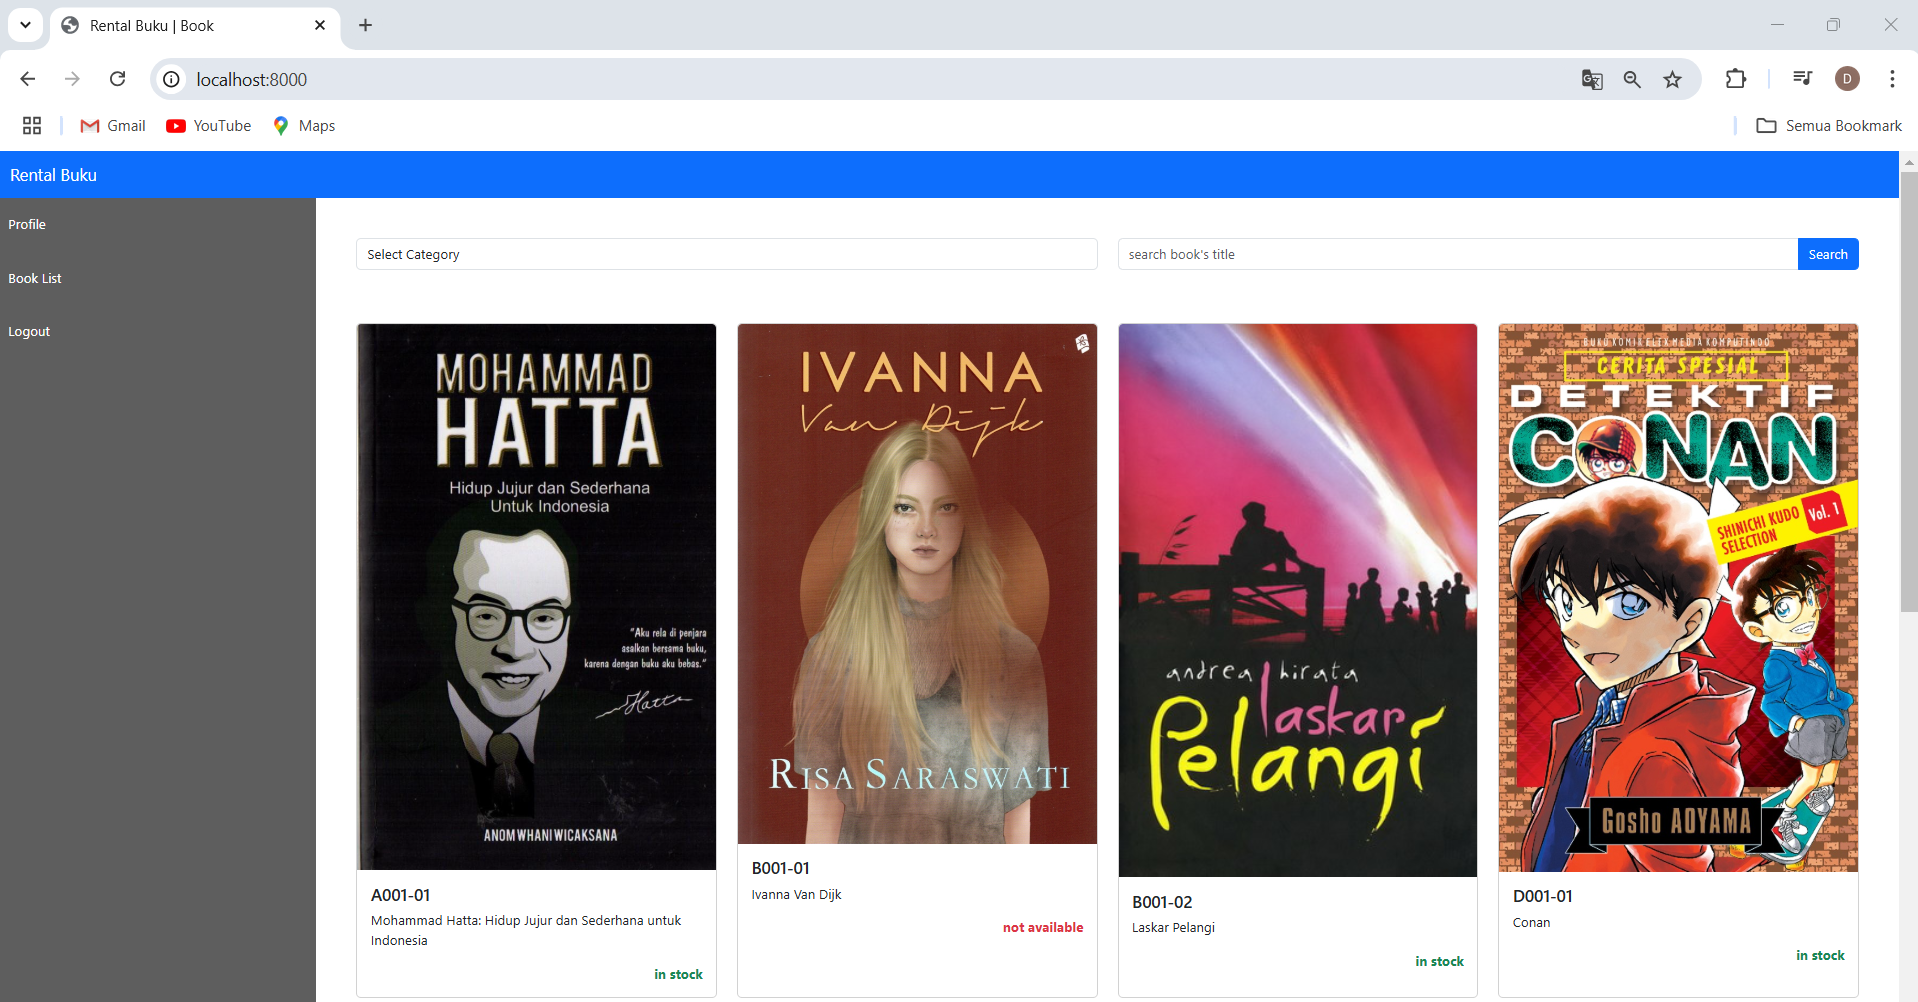 Rental Buku | Book
localhost:8000
Gmail
YouTube
Maps
Semua Bookmark
D
Rental Buku
Profile
Book List
Logout
Select Category
search book's title
Search
MOHAMMAD
HATTA
Hidup Jujur dan Sederhana
Untuk Indonesia
"Aku rela di penjara
asalkan bersama buku,
karena dengan buku aku bebas."
Hatta
ANOM WHANI WICAKSANA
A001-01
Mohammad Hatta: Hidup Jujur dan Sederhana untuk
Indonesia
in stock
IVANNA
Van Dijk
RISA SARASWATI
B001-01
Ivanna Van Dijk
not available
andrea hirata
laskar
Pelangi
B001-02
Laskar Pelangi
in stock
BUKU KOMIK ELEX MEDIA KOMPUTINDO
CERITA SPESIAL
DETEKTIF
CONAN
SHINICHI KUDO
SELECTION
Vol. 1
Gosho AOYAMA
D001-01
Conan
in stock